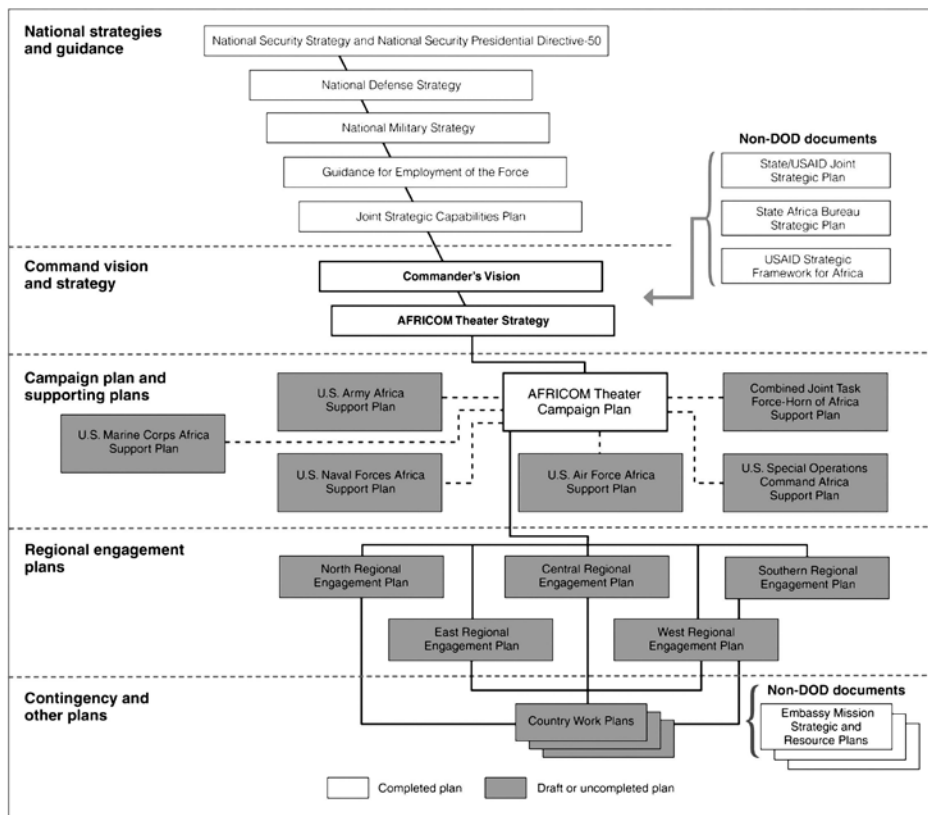 National strategies
and guidance
National Security Strategy and National Security Presidential Directive-50
National Defense Strategy
National Military Strategy
Guidance for Employment of the Force
Joint Strategic Capabilities Plan
Non-DOD documents
State/USAID Joint
Strategic Plan
State Africa Bureau
Strategic Plan
USAID Strategic
Framework for Africa
Command vision
and strategy
Commander's Vision
AFRICOM Theater Strategy
Campaign plan and
supporting plans
U.S. Army Africa
Support Plan
AFRICOM Theater
Campaign Plan
Combined Joint Task
Force-Horn of Africa
Support Plan
U.S. Marine Corps Africa
Support Plan
U.S. Naval Forces Africa
Support Plan
U.S. Air Force Africa
Support Plan
U.S. Special Operations
Command Africa
Support Plan
Regional engagement
plans
North Regional
Engagement Plan
Central Regional
Engagement Plan
Southern Regional
Engagement Plan
East Regional
Engagement Plan
West Regional
Engagement Plan
Contingency and
other plans
Country Work Plans
Non-DOD documents
Embassy Mission
Strategic and
Resource Plans
Completed plan
Draft or uncompleted plan